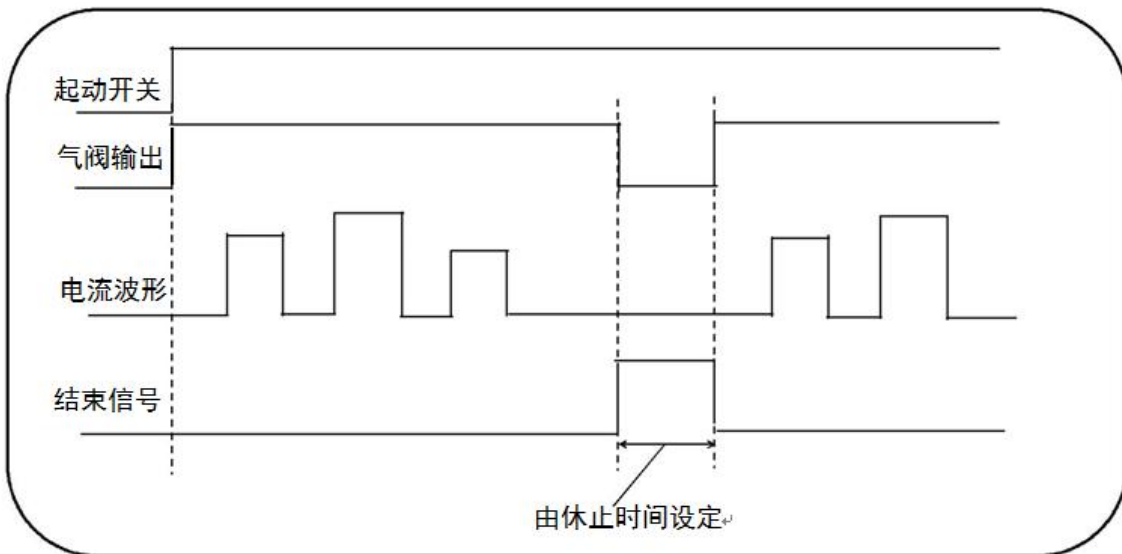 起动开关
气阀输出
电流波形
结束信号
由休止时间设定